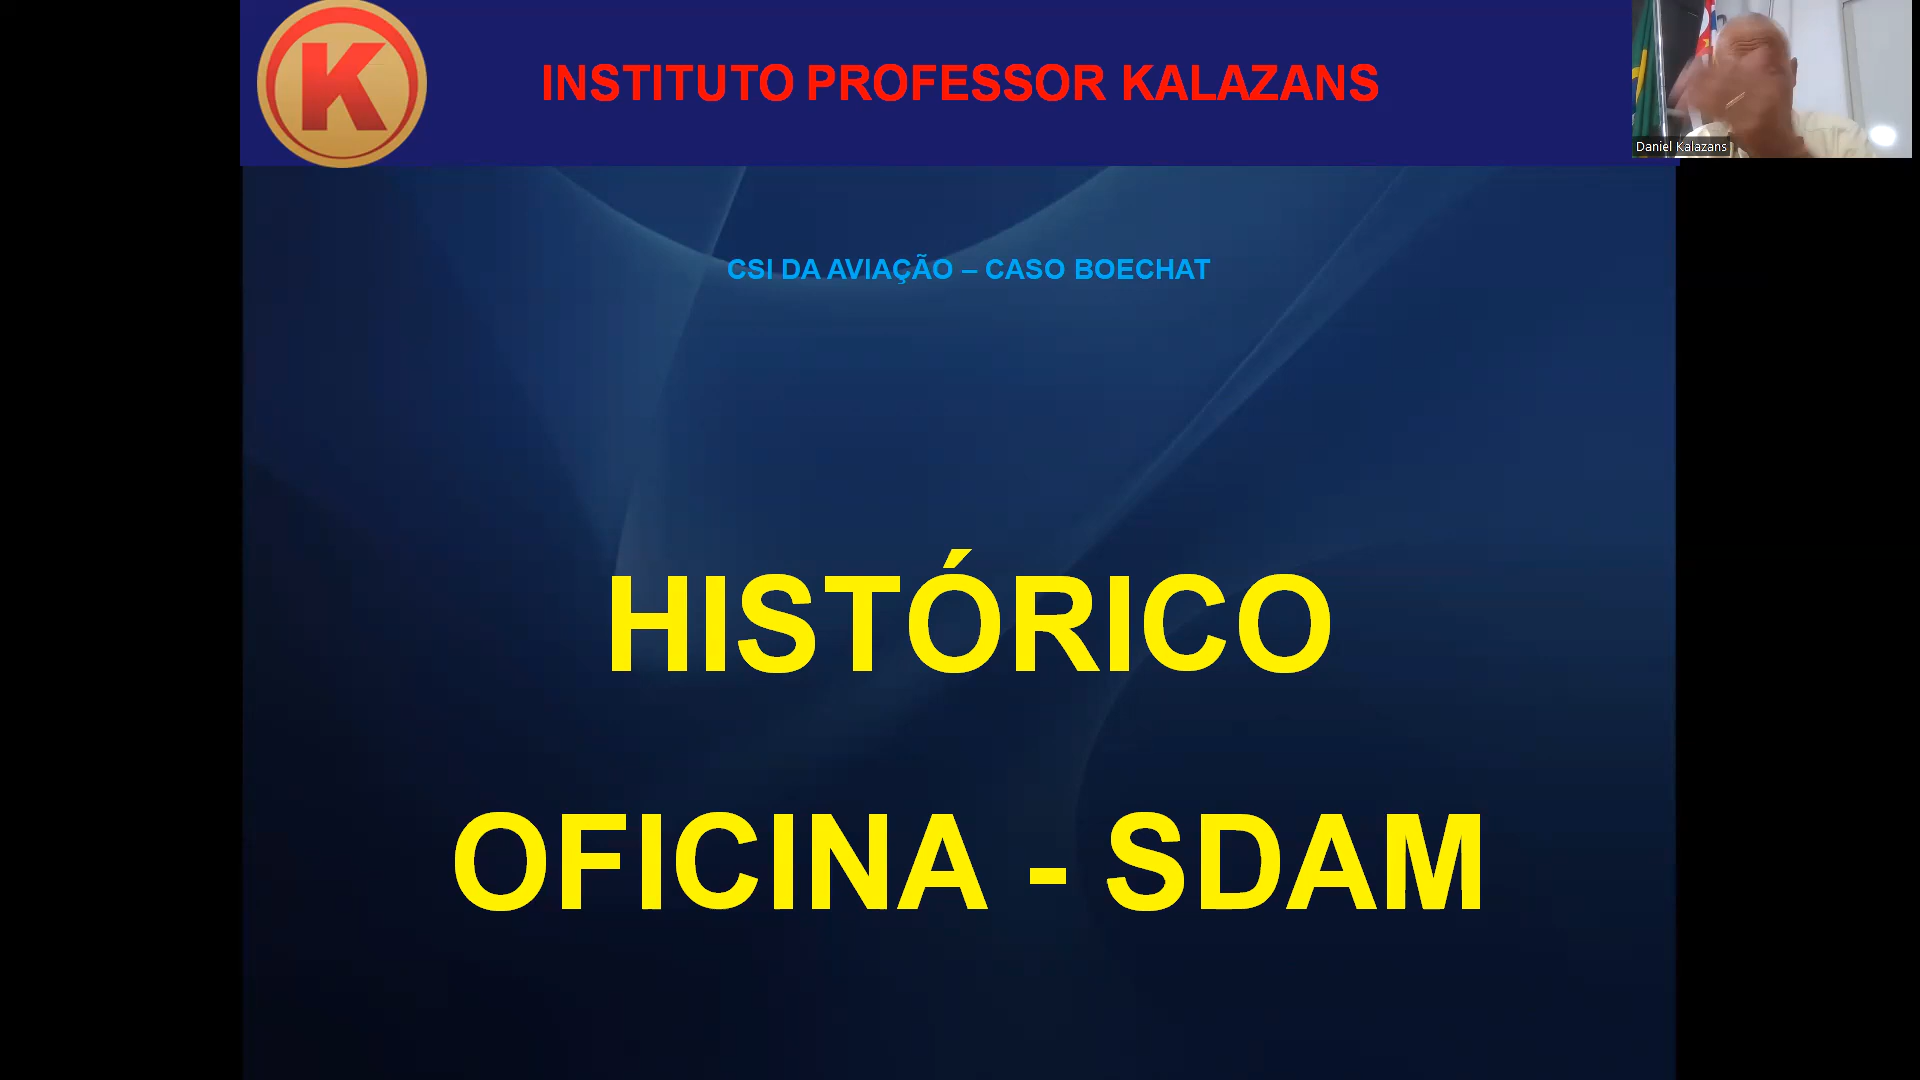 K
INSTITUTO PROFESSOR KALAZANS
Daniel Kalazans
CSI DA AVIAÇÃO – CASO BOECHAT
HISTÓRICO
OFICINA - SDAM